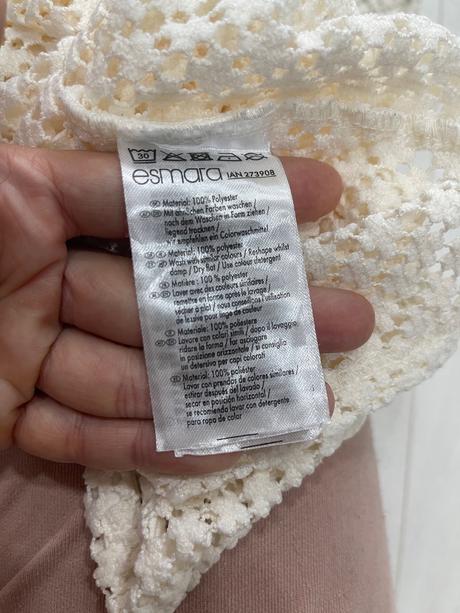 30
esmara IAN 273908
Material: 100% Polyester
Mit ähnlichen Farben waschen /
nach dem Waschen in Form ziehen /
liegend trocknen /
wir empfehlen ein Colorwaschmittel
Material: 100% polyester
Wash with similar colours / Reshape whilst
damp / Dry flat / Use colour detergent
Matière : 100 % polyester
Laver avec des couleurs similaires /
remettre en forme après le lavage /
sécher à plat / nous conseillons l'utilisation
de lessive pour linge de couleur
Materiale: 100% poliestere
Lavare con colori simili / dopo il lavaggio
ridare la forma / far asciugare
in posizione orizzontale / si consiglia
un detersivo per capi colorati
Material: 100% poliéster
Lavar con prendas de colores similares /
estirar después del lavado /
secar en posición horizontal /
se recomienda lavar con detergente
para ropa de color